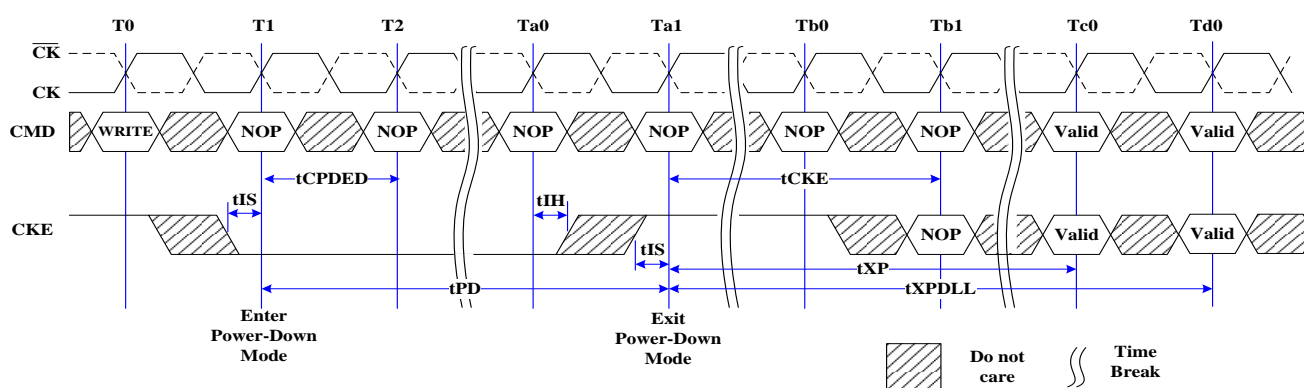 T0 T1 T2 Ta0 Ta1 Tb0 Tb1 Tc0 Td0
CK
CK
CMD WRITE NOP NOP NOP NOP NOP NOP Valid Valid
tCPDED tCKE
tIS tIH
CKE NOP Valid Valid
tIS
tXP
tPD tXPDLL
Enter
Power-Down
Mode
Exit
Power-Down
Mode
Do not
care
Time
Break